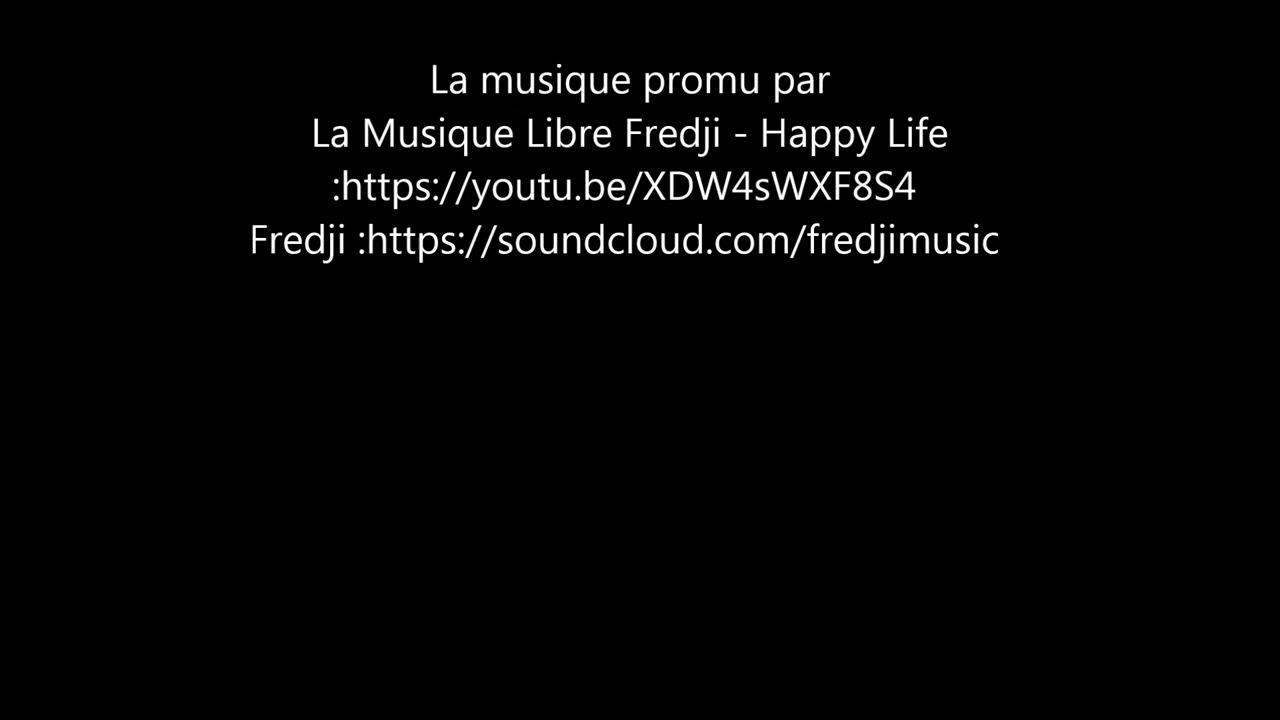 La musique promu par
La Musique Libre Fredji - Happy Life
:https://youtu.be/XDW4sWXF8S4
Fredji :https://soundcloud.com/fredjimusic